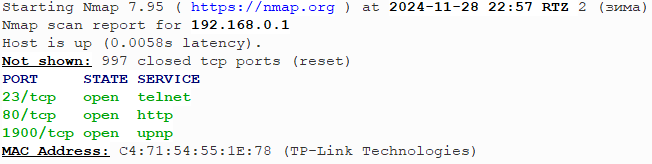 Starting Nmap 7.95 ( https://nmap.org ) at 2024-11-28 22:57 RTZ 2 (зима)
Nmap scan report for 192.168.0.1
Host is up (0.0058s latency).
Not shown: 997 closed tcp ports (reset)
PORT     STATE SERVICE
23/tcp   open  telnet
80/tcp   open  http
1900/tcp open  upnp
MAC Address: C4:71:54:55:1E:78 (TP-Link Technologies)